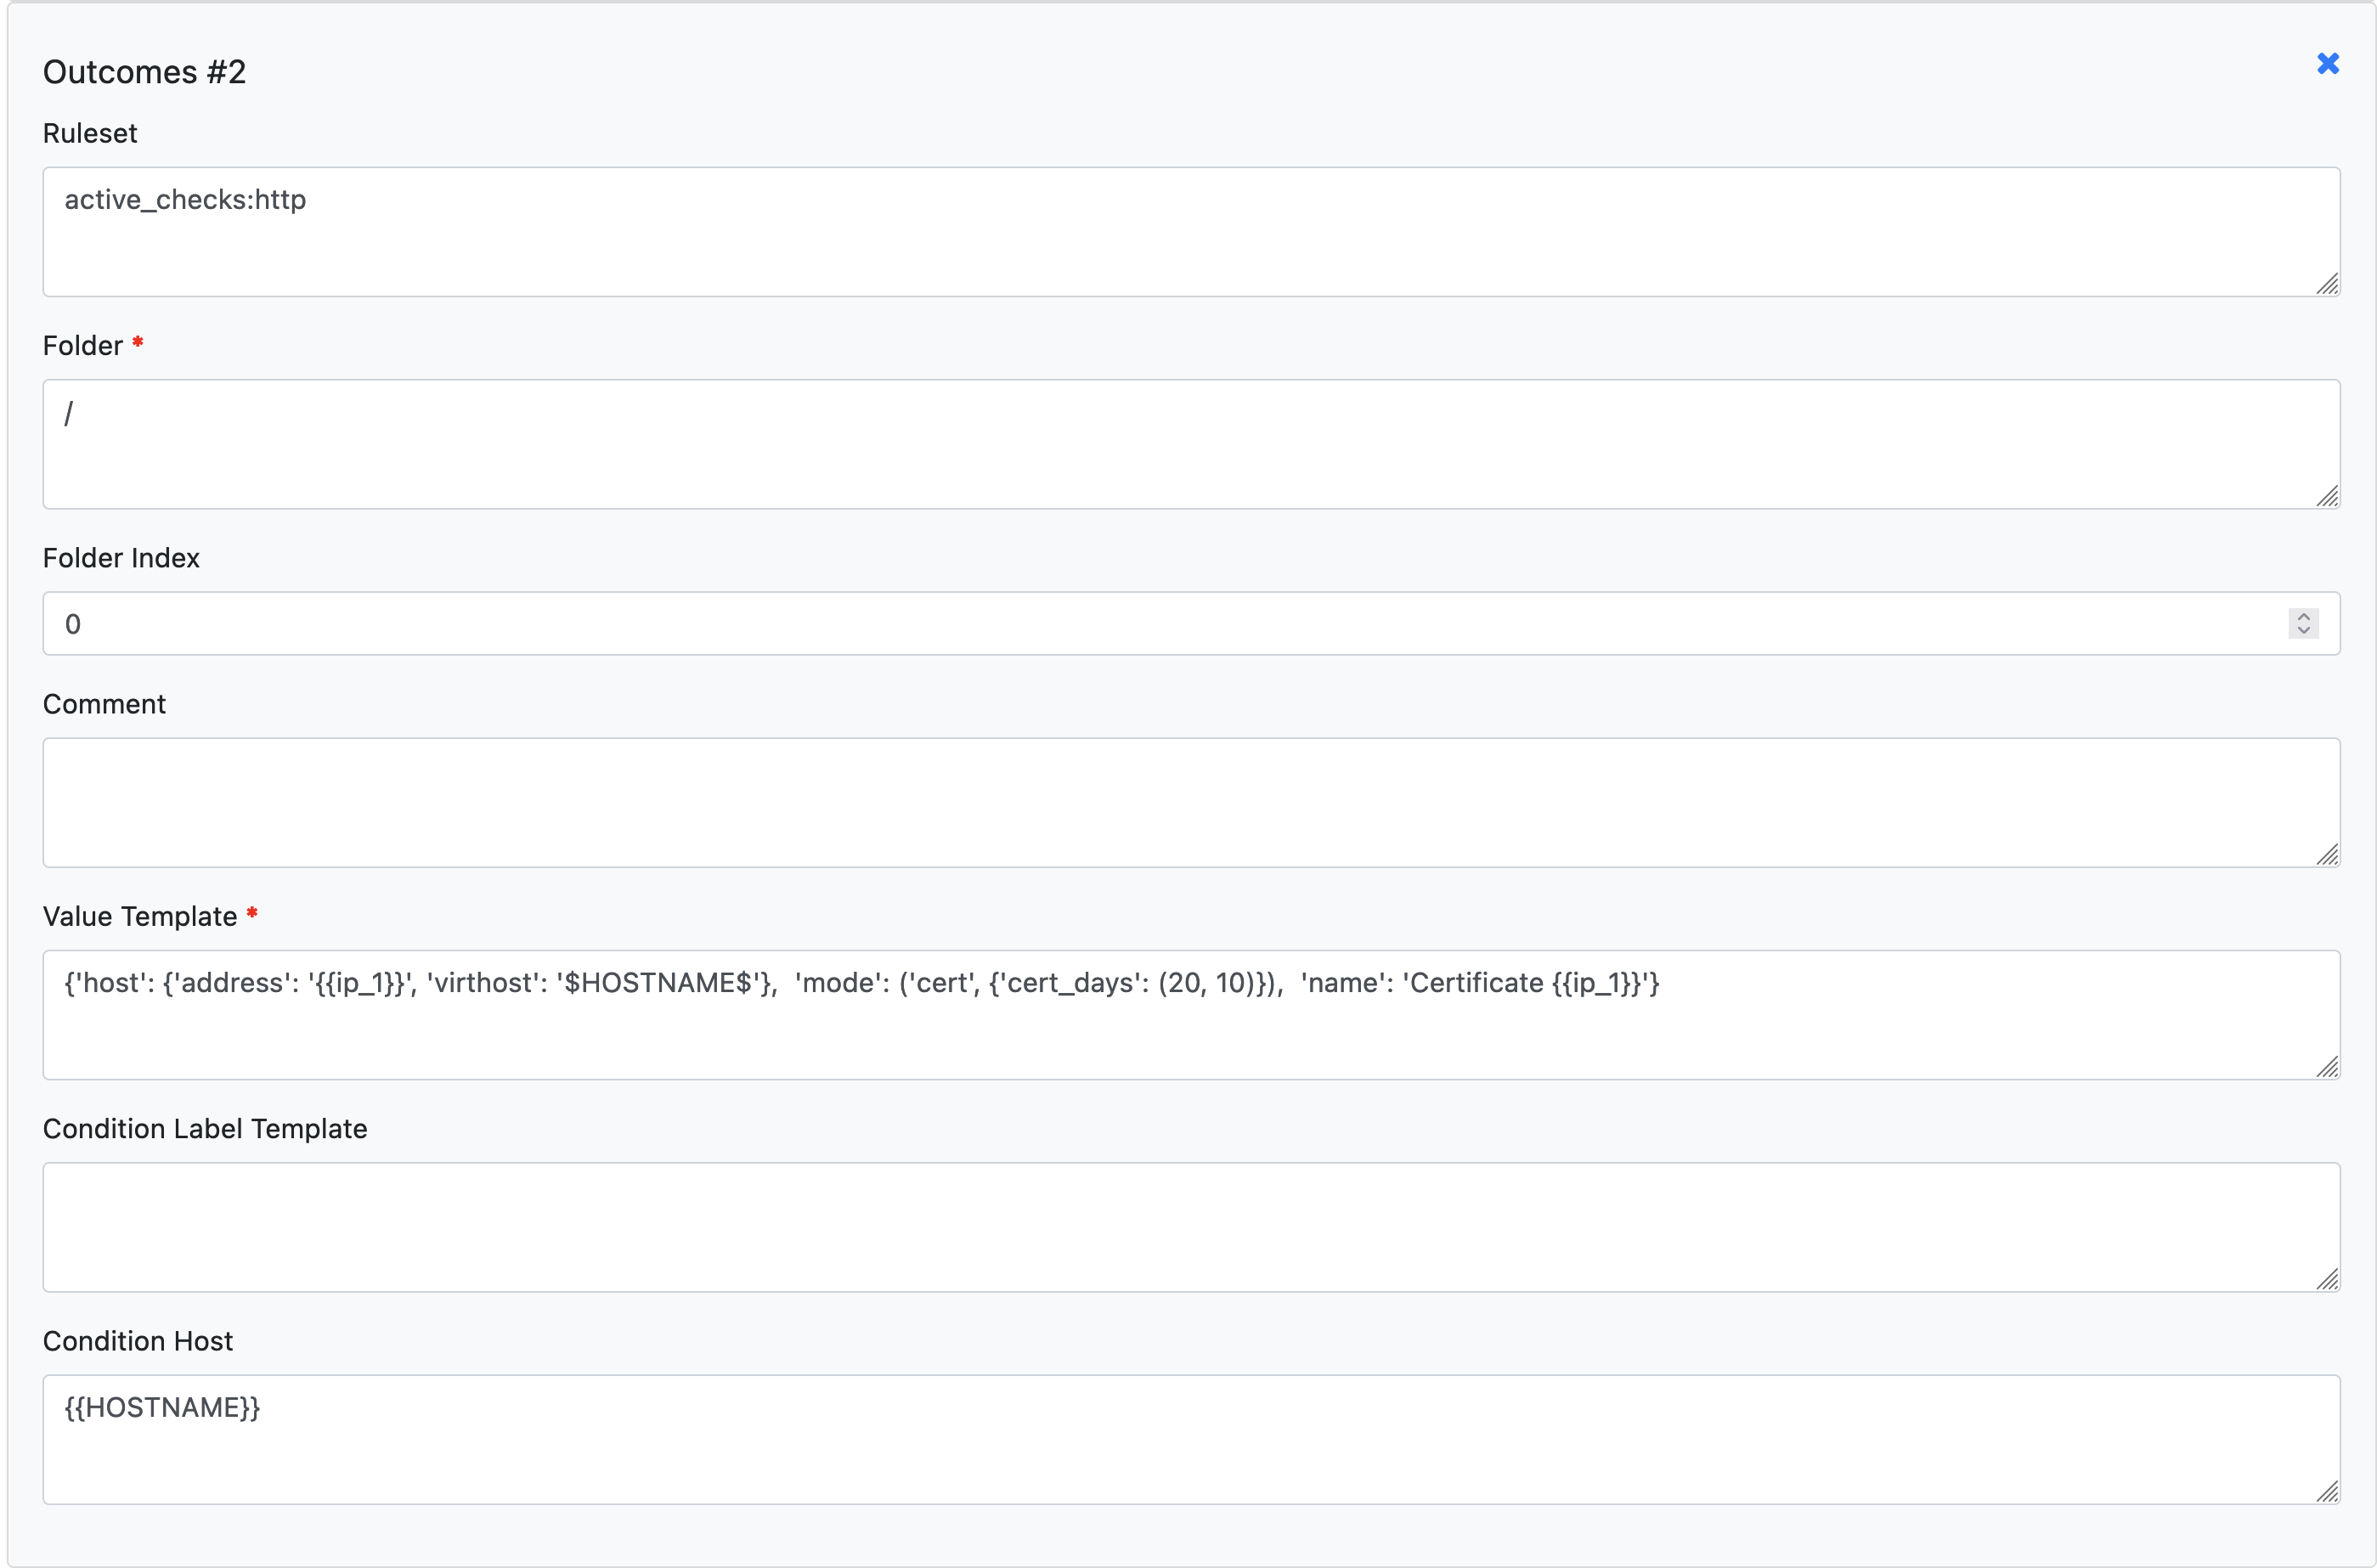 Outcomes #2
Ruleset
active_checks:http
Folder *
/
Folder Index
0
Comment
Value Template *
{'host': {'address': '{{ip_1}}', 'virthost': '$HOSTNAME$'},  'mode': ('cert', {'cert_days': (20, 10)}),  'name': 'Certificate {{ip_1}}'}
Condition Label Template
Condition Host
{{HOSTNAME}}